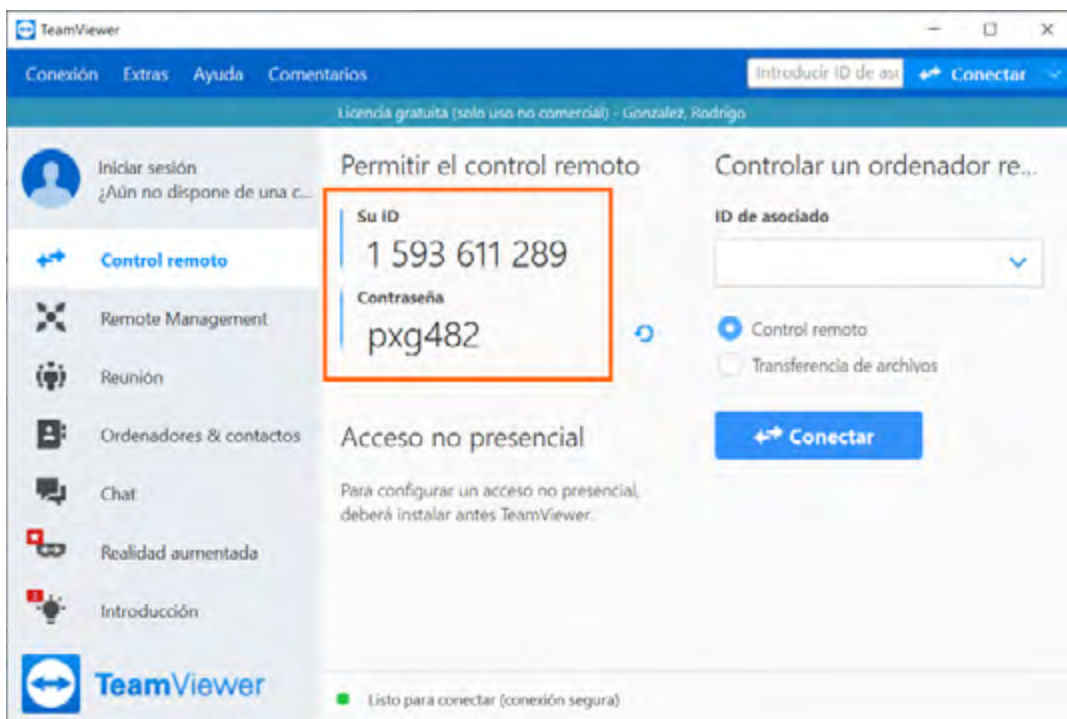 TeamViewer
Conexión Extras Ayuda Comentarios
Introducir ID de aso
Conectar
Licencia gratuita (solo uso no comercial) - Gonzalez, Rodrigo
Iniciar sesión
¿Aún no dispone de una c...
Control remoto
Remote Management
Reunión
Ordenadores & contactos
Chat
Realidad aumentada
1
Introducción
TeamViewer
Permitir el control remoto
Su ID
1 593 611 289
Contraseña
pxg482
Acceso no presencial
Para configurar un acceso no presencial,
deberá instalar antes TeamViewer.
Controlar un ordenador re...
ID de asociado
Control remoto
Transferencia de archivos
Conectar
Listo para conectar (conexión segura)